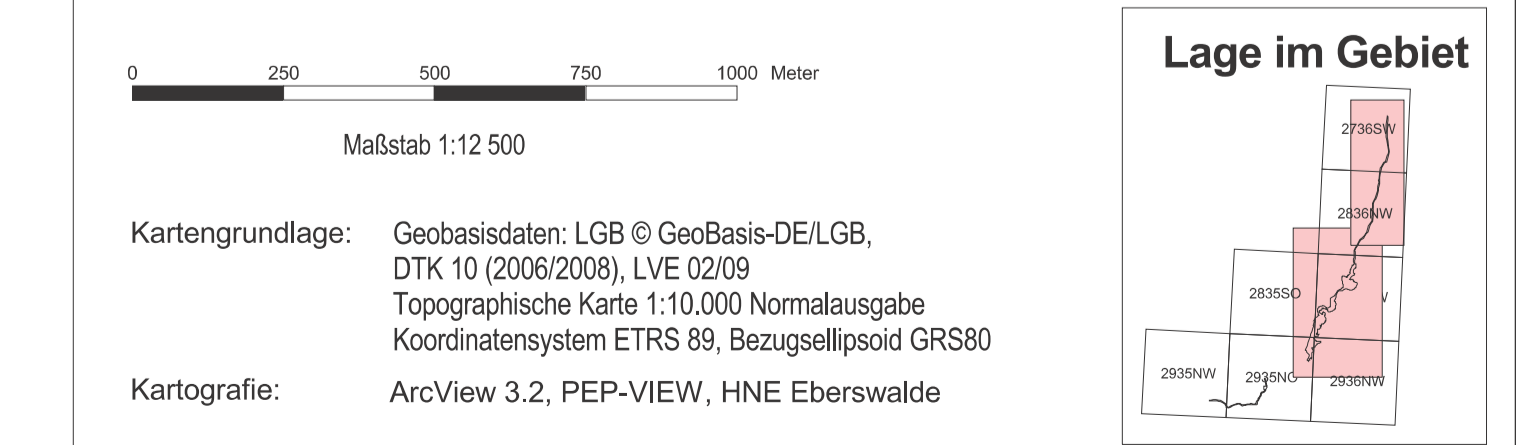 0 250 500 750 1000 Meter
Maßstab 1:12 500
Kartengrundlage: Geobasisdaten: LGB © GeoBasis-DE/LGB,
DTK 10 (2006/2008), LVE 02/09
Topographische Karte 1:10.000 Normalausgabe
Koordinatensystem ETRS 89, Bezugsellipsoid GRS80
Kartografie: ArcView 3.2, PEP-VIEW, HNE Eberswalde
Lage im Gebiet
2736SW
2836NW
2835SO
2935NW 2935NO 2936NW